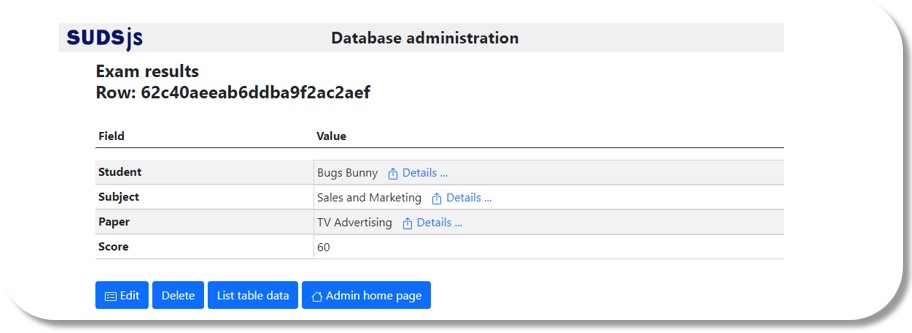 SUDSjs Database administration
Exam results
Row: 62c40aeeab6ddba9f2ac2aef
Field Value
Student Bugs Bunny Details ...
Subject Sales and Marketing Details ...
Paper TV Advertising Details ...
Score 60
Edit Delete List table data Admin home page